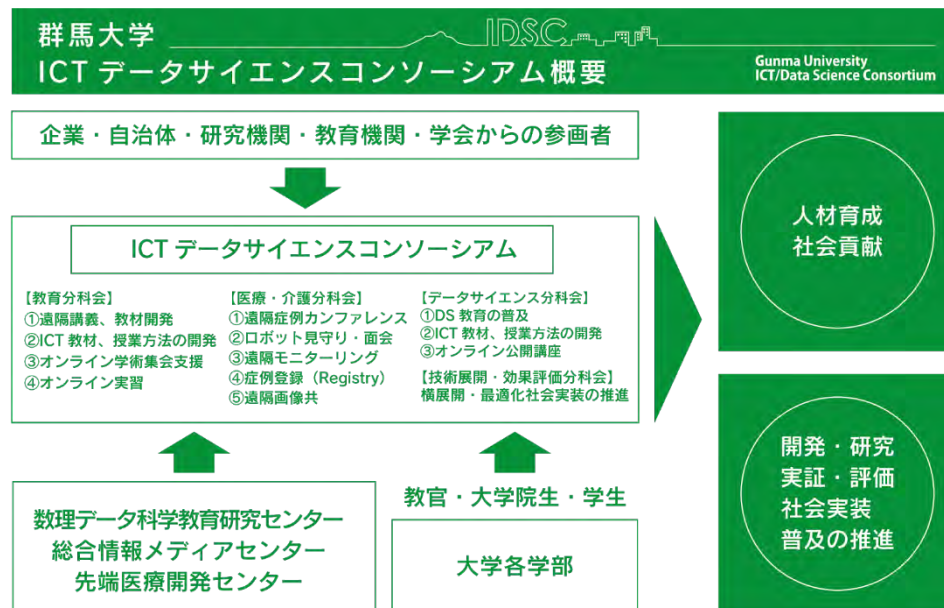 群馬大学
IDSC
ICT データサイエンスコンソーシアム概要
Gunma University
ICT/Data Science Consortium
企業・自治体・研究機関・教育機関・学会からの参画者
ICT データサイエンスコンソーシアム
【教育分科会】
①遠隔講義、教材開発
②ICT 教材、授業方法の開発
③オンライン学術集会支援
④オンライン実習
【医療・介護分科会】
①遠隔症例カンファレンス
②ロボット見守り・面会
③遠隔モニターリング
④症例登録（Registry）
⑤遠隔画像共
【データサイエンス分科会】
①DS 教育の普及
②ICT 教材、授業方法の開発
③オンライン公開講座
【技術展開・効果評価分科会】
横展開・最適化社会実装の推進
数理データ科学教育研究センター
総合情報メディアセンター
先端医療開発センター
教官・大学院生・学生
大学各学部
人材育成
社会貢献
開発・研究
実証・評価
社会実装
普及の推進